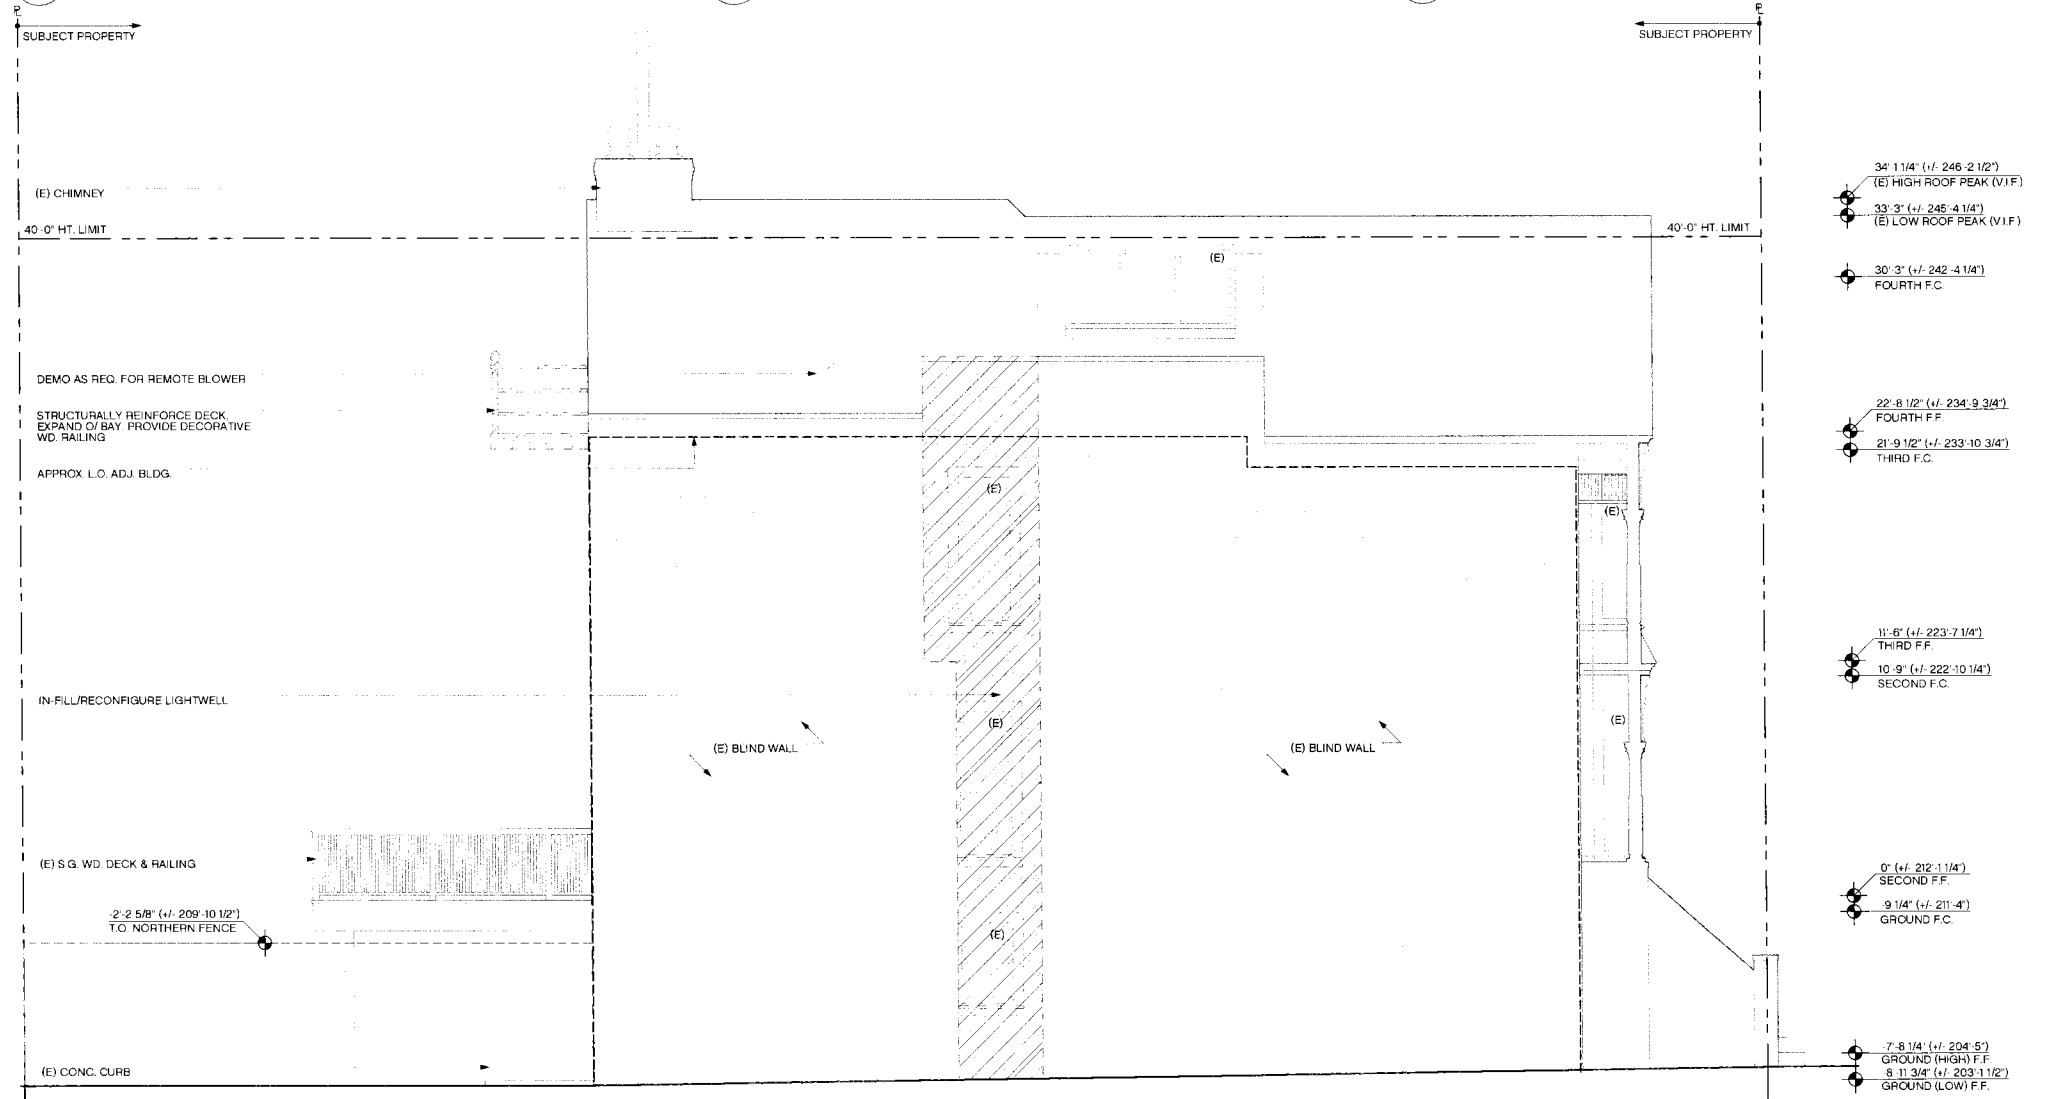 PL
PL
SUBJECT PROPERTY
SUBJECT PROPERTY
(E) CHIMNEY
40'-0" HT. LIMIT
40'-0" HT. LIMIT
(E)
DEMO AS REQ. FOR REMOTE BLOWER
STRUCTURALLY REINFORCE DECK.
EXPAND O/ BAY. PROVIDE DECORATIVE
WD. RAILING
APPROX. L.O. ADJ. BLDG.
(E)
(E)
IN-FILL/RECONFIGURE LIGHTWELL
(E)
(E)
(E) BLIND WALL
(E) BLIND WALL
(E) S.G. WD. DECK & RAILING
-2'-2 5/8" (+/- 209'-10 1/2")
T.O. NORTHERN FENCE
(E)
(E) CONC. CURB
34'-1 1/4" (+/- 246'-2 1/2")
(E) HIGH ROOF PEAK (V.I.F.)
33'-3" (+/- 245'-4 1/4")
(E) LOW ROOF PEAK (V.I.F.)
30'-3" (+/- 242'-4 1/4")
FOURTH F.C.
22'-8 1/2" (+/- 234'-9 3/4")
FOURTH F.F.
21'-9 1/2" (+/- 233'-10 3/4")
THIRD F.C.
11'-6" (+/- 223'-7 1/4")
THIRD F.F.
10'-9" (+/- 222'-10 1/4")
SECOND F.C.
0" (+/- 212'-1 1/4")
SECOND F.F.
-9 1/4" (+/- 211'-4")
GROUND F.C.
-7'-8 1/4" (+/- 204'-5")
GROUND (HIGH) F.F.
-8'-11 3/4" (+/- 203'-1 1/2")
GROUND (LOW) F.F.